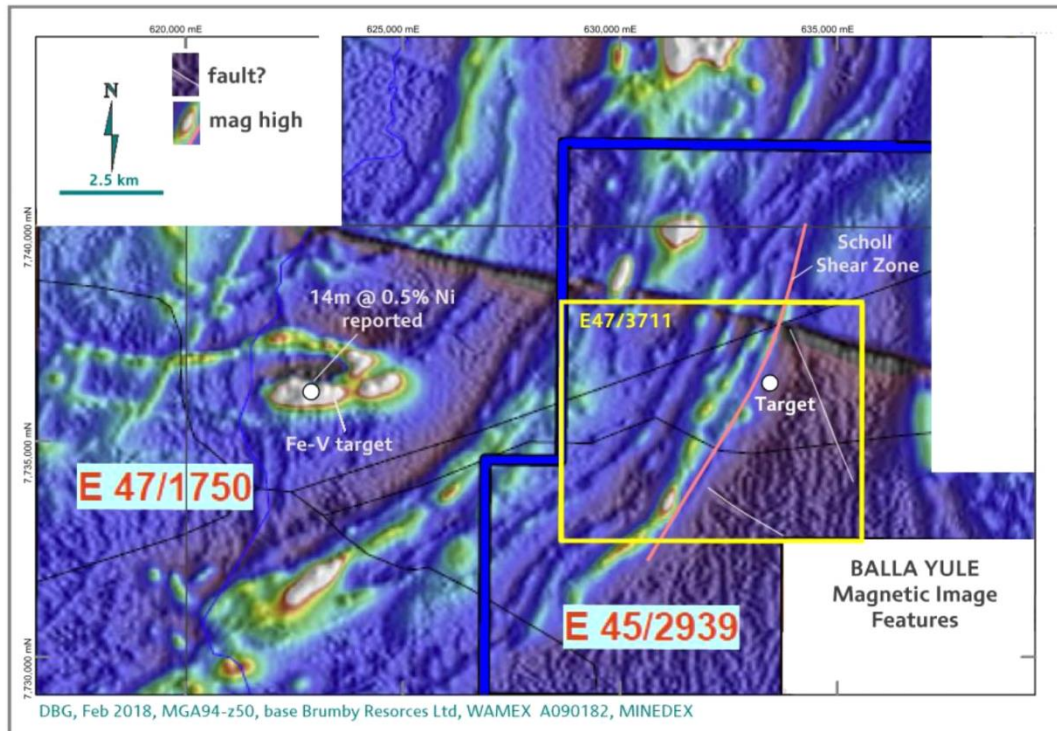 620,000 mE
625,000 mE
630,000 mE
635,000 mE
fault?
mag high
N
2.5 km
7,740,000 mN
7,735,000 mN
7,730,000 mN
Scholl
Shear Zone
14m @ 0.5% Ni
reported
E47/3711
Target
Fe-V target
E 47/1750
E 45/2939
BALLA YULE
Magnetic Image
Features
DBG, Feb 2018, MGA94-z50, base Brumby Resorces Ltd, WAMEX A090182, MINEDEX